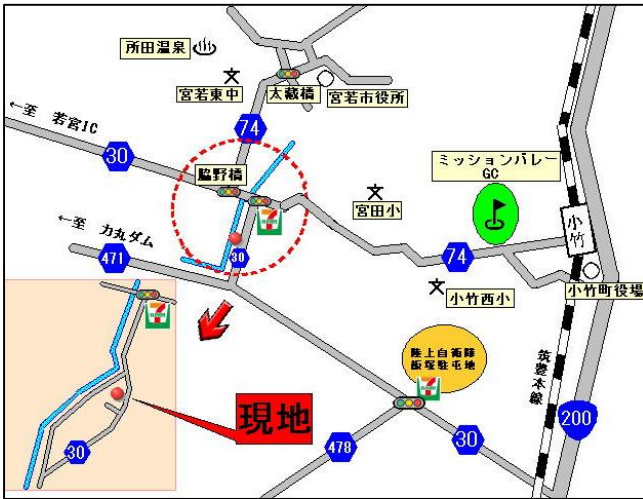 所田温泉
宮若東中
太蔵橋
宮若市役所
←至 若宮IC
74
30
脇野橋
ミッションバレー
GC
宮田小
←至 力丸ダム
471
30
74
小竹
小竹町役場
小竹西小
陸上自衛隊
飯塚駐屯地
筑豊本線
現地
200
30
478
30